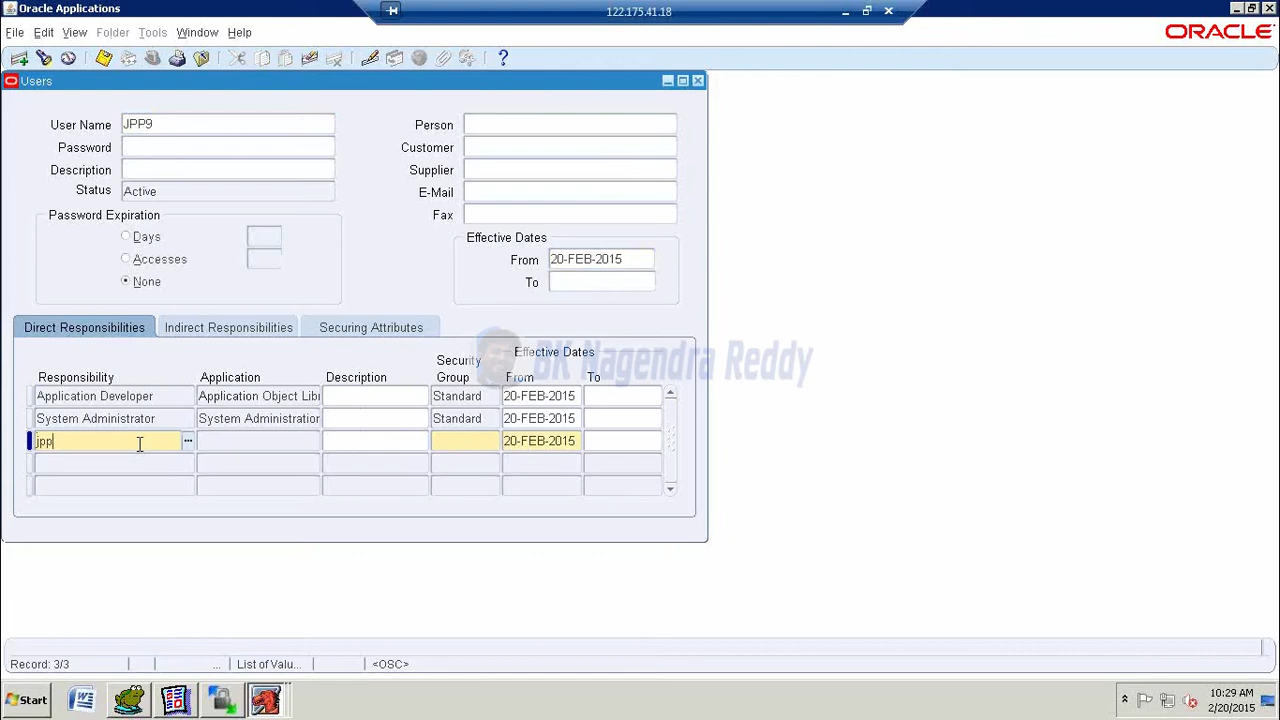 Oracle Applications
122.175.41.18
File Edit View Folder Tools Window Help
ORACLE
Users
User Name JPP9
Password
Description
Status Active
Password Expiration
Days
Accesses
None
Person
Customer
Supplier
E-Mail
Fax
Effective Dates
From 20-FEB-2015
To
Direct Responsibilities Indirect Responsibilities Securing Attributes
BK Nagendra Reddy
Security Effective Dates
Responsibility Application Description Group From To
Application Developer Application Object Libr Standard 20-FEB-2015
System Administrator System Administration Standard 20-FEB-2015
jpp 20-FEB-2015
Record: 3/3 ... List of Valu... <OSC>
Start 10:29 AM
2/20/2015